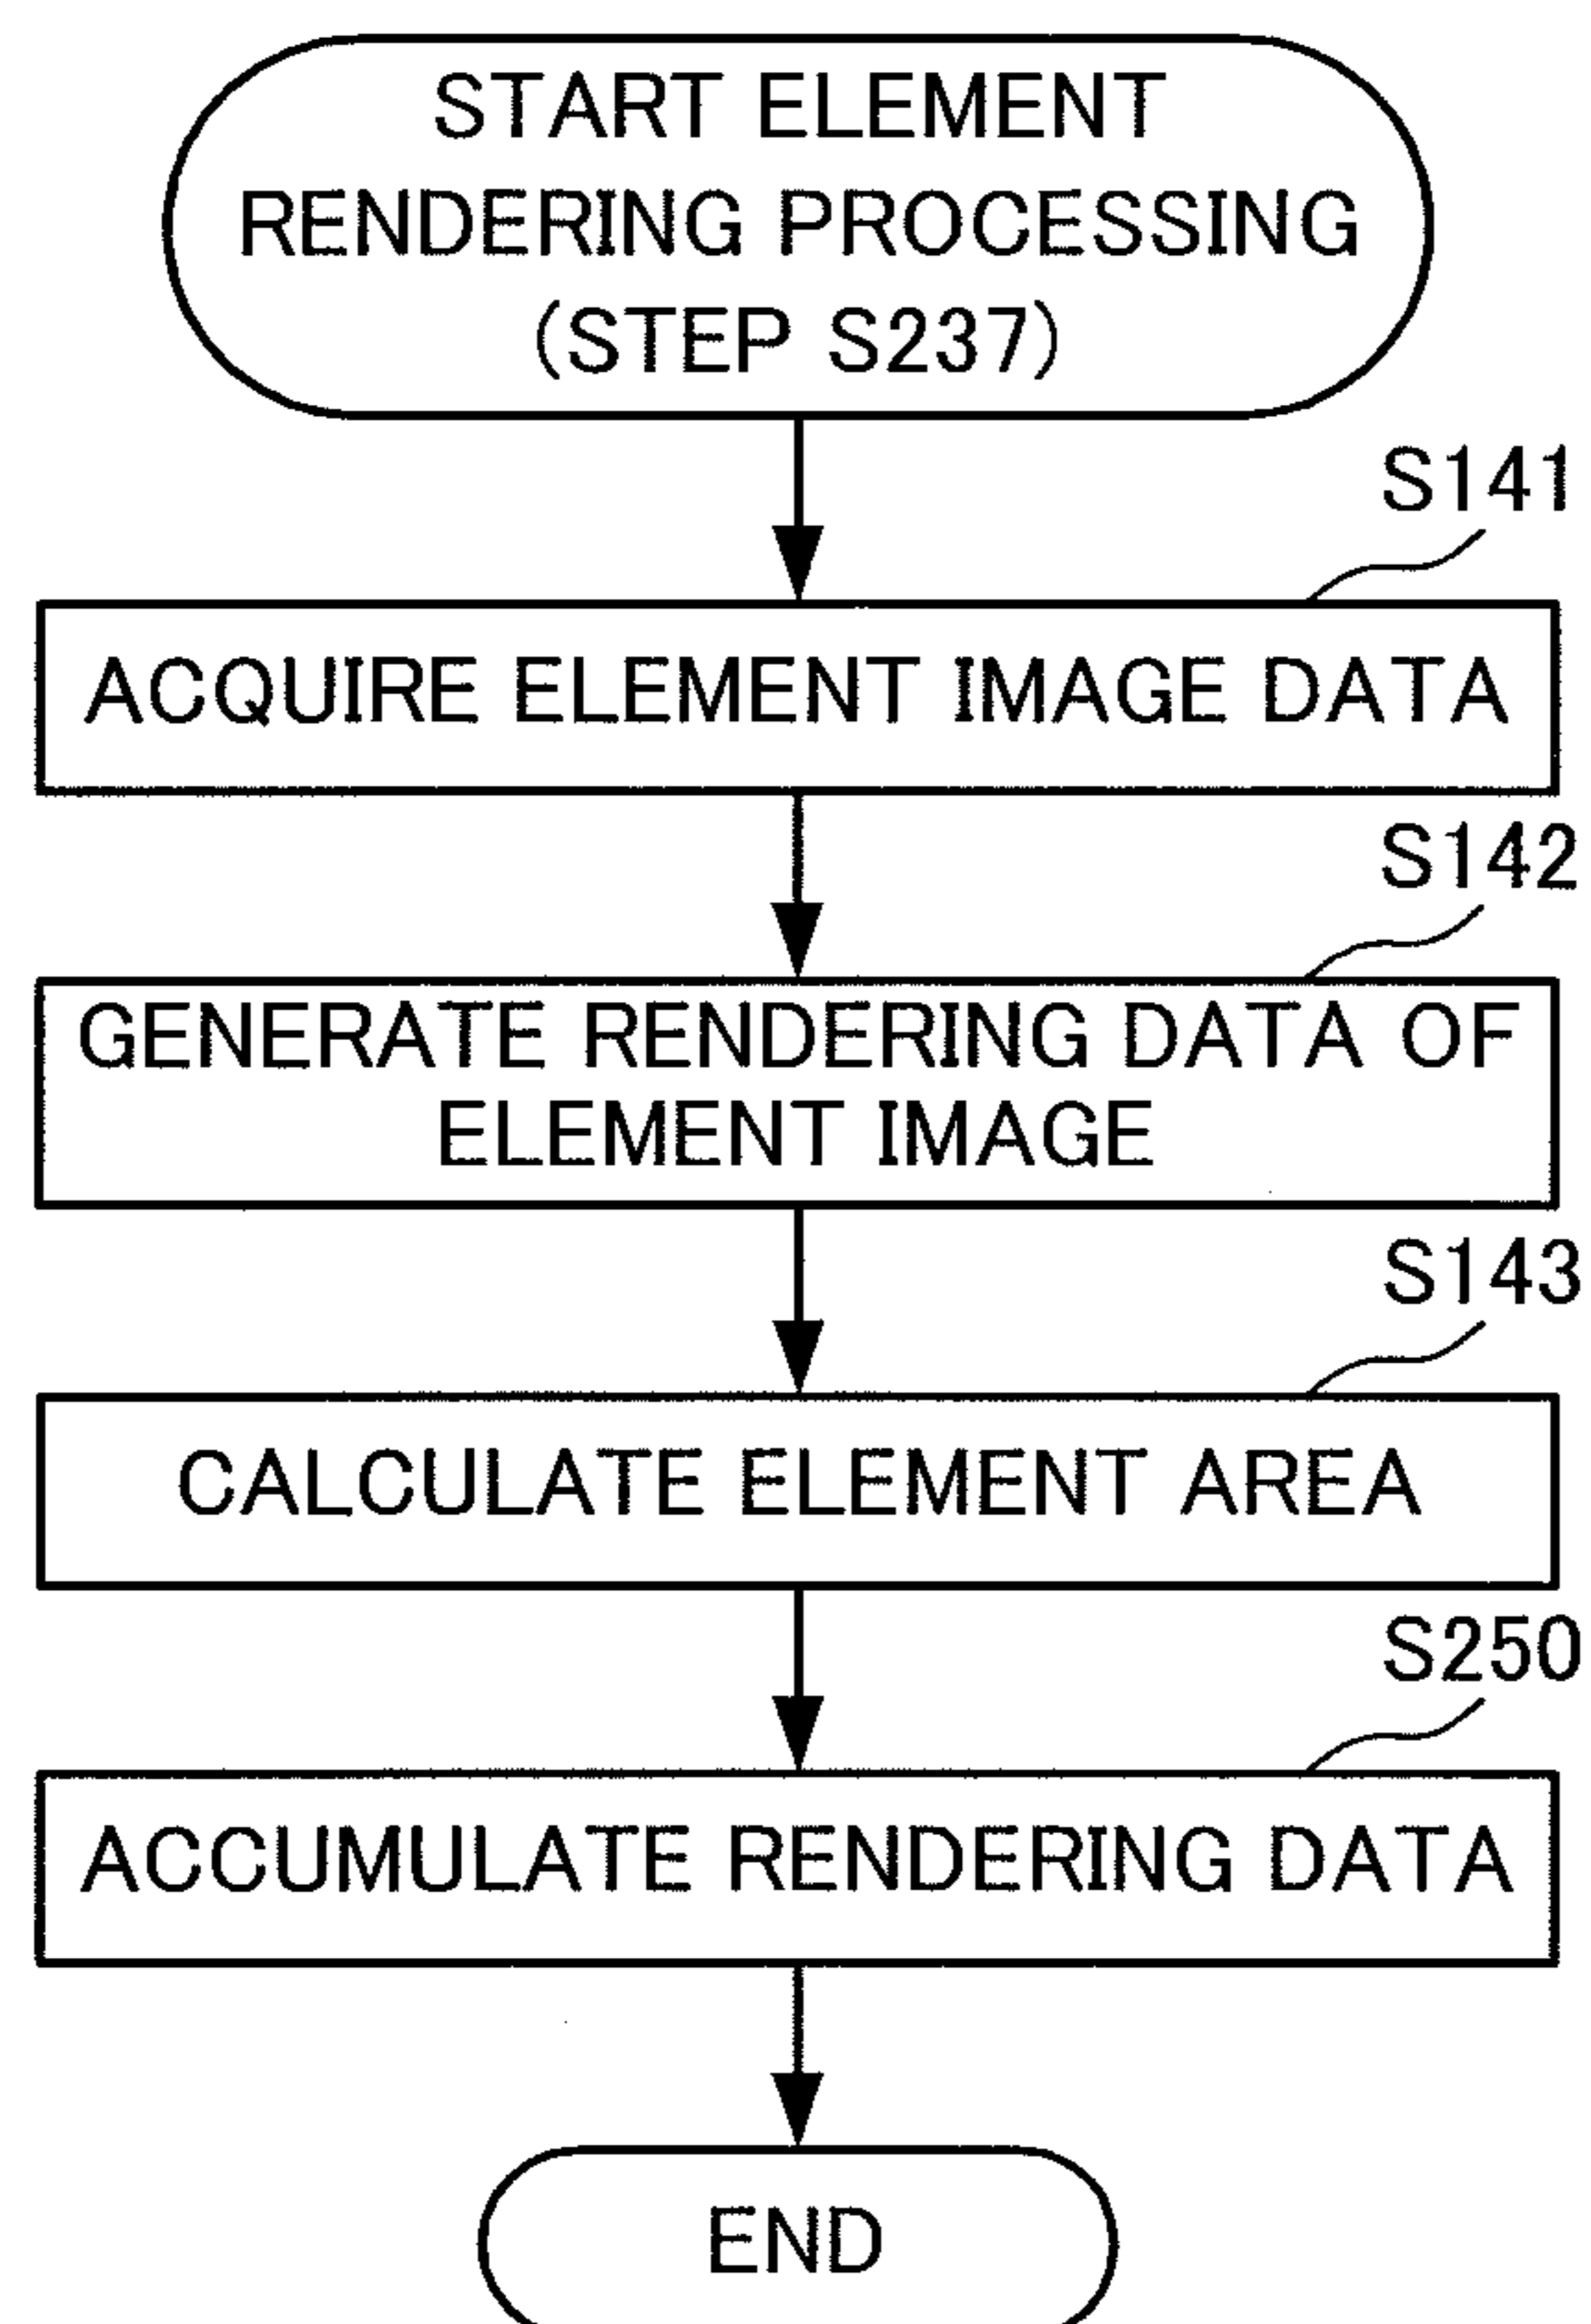 START ELEMENT
RENDERING PROCESSING
(STEP S237)
S141
ACQUIRE ELEMENT IMAGE DATA
S142
GENERATE RENDERING DATA OF
ELEMENT IMAGE
S143
CALCULATE ELEMENT AREA
S250
ACCUMULATE RENDERING DATA
END